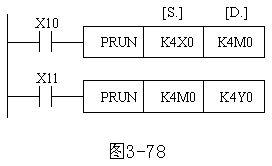 [S.] [D.]
X10
PRUN K4X0 K4M0
X11
PRUN K4M0 K4Y0
图3-78